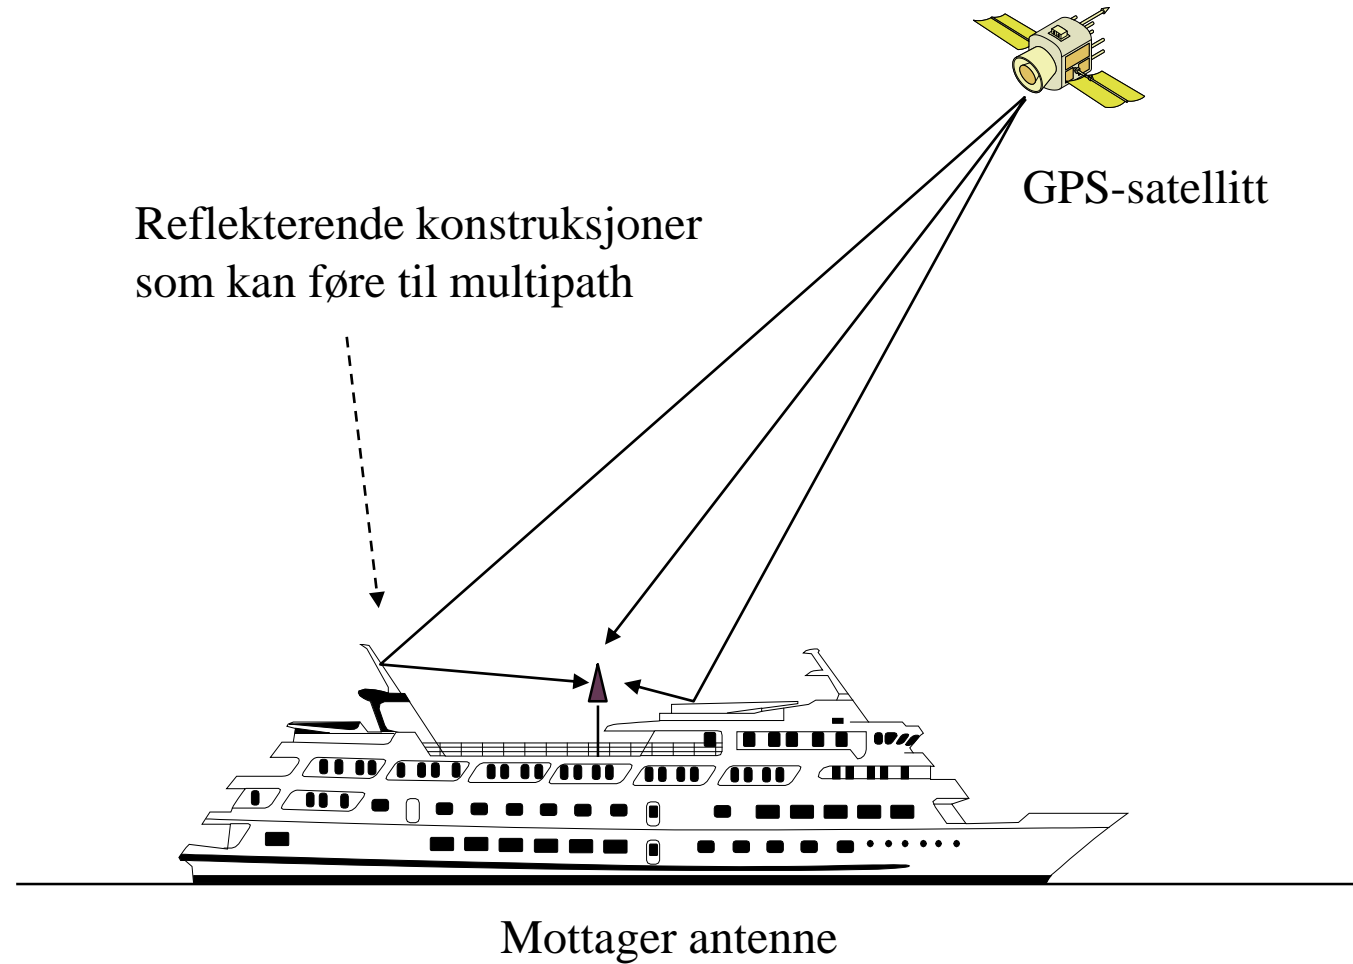 GPS-satellitt
Reflekterende konstruksjoner
som kan føre til multipath
Mottager antenne